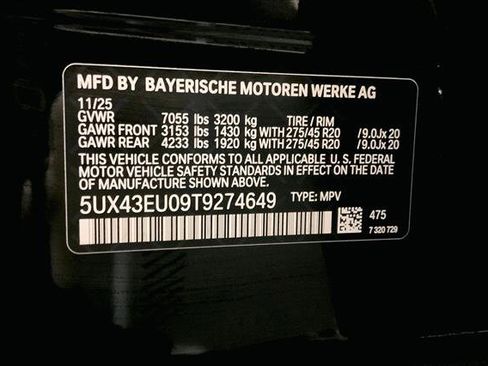 MFD BY BAYERISCHE MOTOREN WERKE AG
11/25
GVWR 7055 lbs 3200 kg TIRE / RIM
GAWR FRONT 3153 lbs 1430 kg WITH 275/45 R20 /9.0Jx 20
GAWR REAR 4233 lbs 1920 kg WITH 275/45 R20 /9.0Jx 20
THIS VEHICLE CONFORMS TO ALL APPLICABLE U. S. FEDERAL
MOTOR VEHICLE SAFETY STANDARDS IN EFFECT ON THE DATE
OF MANUFACTURE SHOWN ABOVE.
5UX43EU09T9274649 TYPE: MPV
475
7 320 729